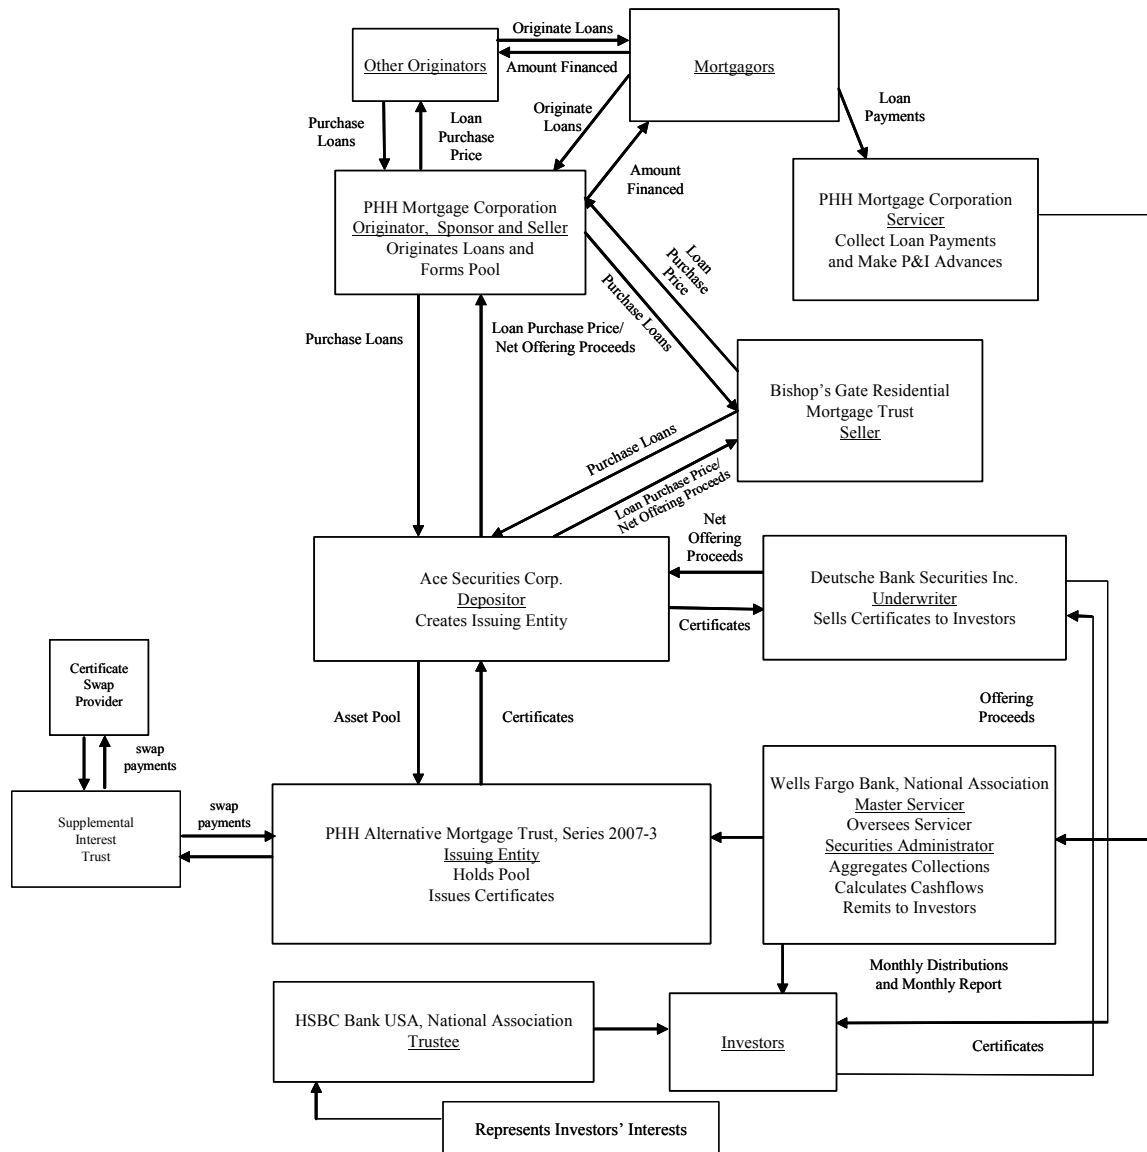 Originate Loans
Other Originators
Amount Financed
Mortgagors
Purchase
Loans
Loan
Purchase
Price
Originate
Loans
Loan
Payments
Amount
Financed
PHH Mortgage Corporation
Originator, Sponsor and Seller
Originates Loans and
Forms Pool
PHH Mortgage Corporation
Servicer
Collect Loan Payments
and Make P&I Advances
Loan
Purchase
Price
Purchase Loans
Purchase Loans
Loan Purchase Price/
Net Offering Proceeds
Bishop's Gate Residential
Mortgage Trust
Seller
Purchase Loans
Loan Purchase Price/
Net Offering Proceeds
Net
Offering
Proceeds
Ace Securities Corp.
Depositor
Creates Issuing Entity
Certificates
Deutsche Bank Securities Inc.
Underwriter
Sells Certificates to Investors
Certificate
Swap
Provider
swap
payments
Asset Pool
Certificates
Offering
Proceeds
Supplemental
Interest
Trust
swap
payments
PHH Alternative Mortgage Trust, Series 2007-3
Issuing Entity
Holds Pool
Issues Certificates
Wells Fargo Bank, National Association
Master Servicer
Oversees Servicer
Securities Administrator
Aggregates Collections
Calculates Cashflows
Remits to Investors
Monthly Distributions
and Monthly Report
HSBC Bank USA, National Association
Trustee
Investors
Certificates
Represents Investors' Interests